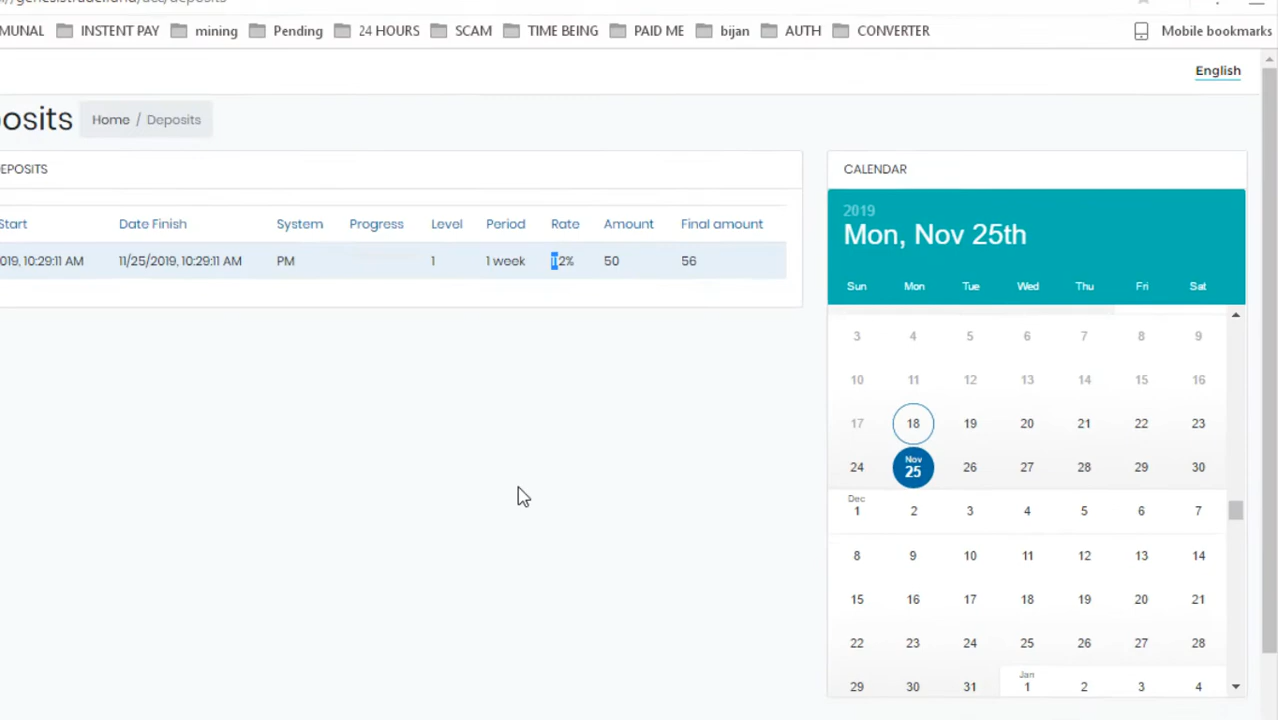 MUNAL INSTENT PAY mining Pending 24 HOURS SCAM TIME BEING PAID ME bijan AUTH CONVERTER Mobile bookmarks
English
posits Home / Deposits
EPOSITS
Start Date Finish System Progress Level Period Rate Amount Final amount
019, 10:29:11 AM 11/25/2019, 10:29:11 AM PM 1 1 week 12% 50 56
CALENDAR
2019
Mon, Nov 25th
Sun Mon Tue Wed Thu Fri Sat
3 4 5 6 7 8 9
10 11 12 13 14 15 16
17 18 19 20 21 22 23
24 Nov 25 26 27 28 29 30
Dec 1 2 3 4 5 6 7
8 9 10 11 12 13 14
15 16 17 18 19 20 21
22 23 24 25 26 27 28
29 30 31 Jan 1 2 3 4